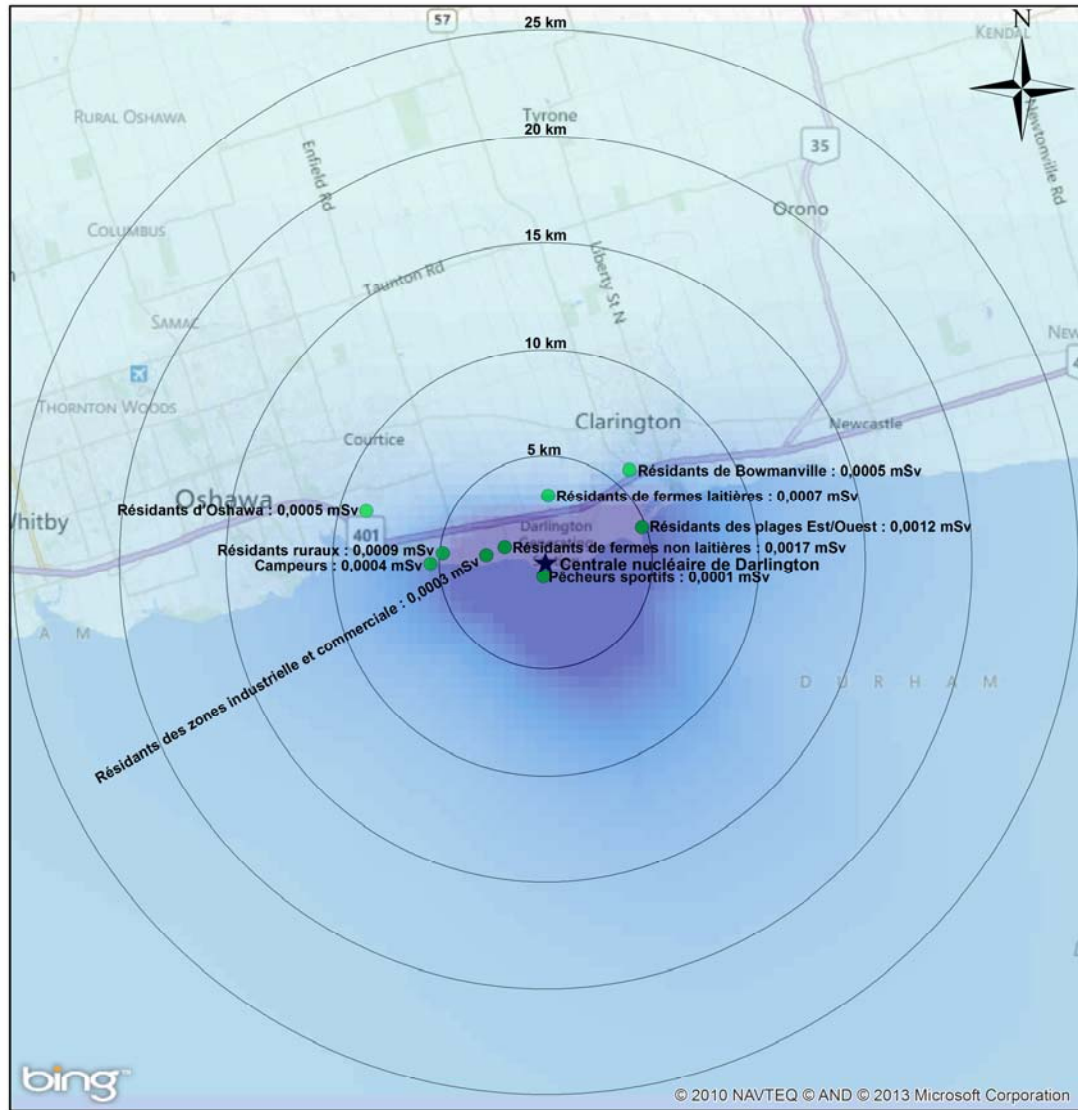 25 km
57
N
KENDAL
RURAL OSHAWA
Tyrone
20 km
35
Newtonville Rd
Enfield Rd
Orono
COLUMBUS
15 km
Liberty St N
Taunton Rd
SAMAC
10 km
THORNTON WOODS
Clarington
Newcastle
Courtice
5 km
Résidants de Bowmanville : 0,0005 mSv
Oshawa
Résidants de fermes laitières : 0,0007 mSv
Résidants d'Oshawa : 0,0005 mSv
Whitby
401
Darlington
Résidants des plages Est/Ouest : 0,0012 mSv
Résidants ruraux : 0,0009 mSv
Résidants de fermes non laitières : 0,0017 mSv
Campeurs : 0,0004 mSv
Centrale nucléaire de Darlington
Pêcheurs sportifs : 0,0001 mSv
Résidants des zones industrielle et commerciale : 0,0003 mSv
A M
D U R H A M
bing™
© 2010 NAVTEQ © AND © 2013 Microsoft Corporation